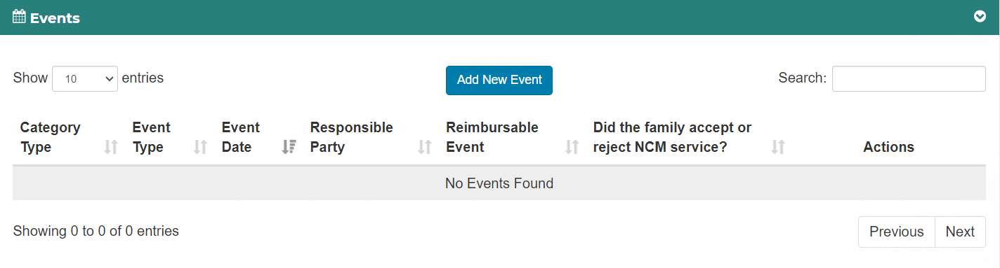 Events
Show 10 entries
Add New Event
Search:
Category Type
Event Type
Event Date
Responsible Party
Reimbursable Event
Did the family accept or reject NCM service?
Actions
No Events Found
Showing 0 to 0 of 0 entries
Previous
Next